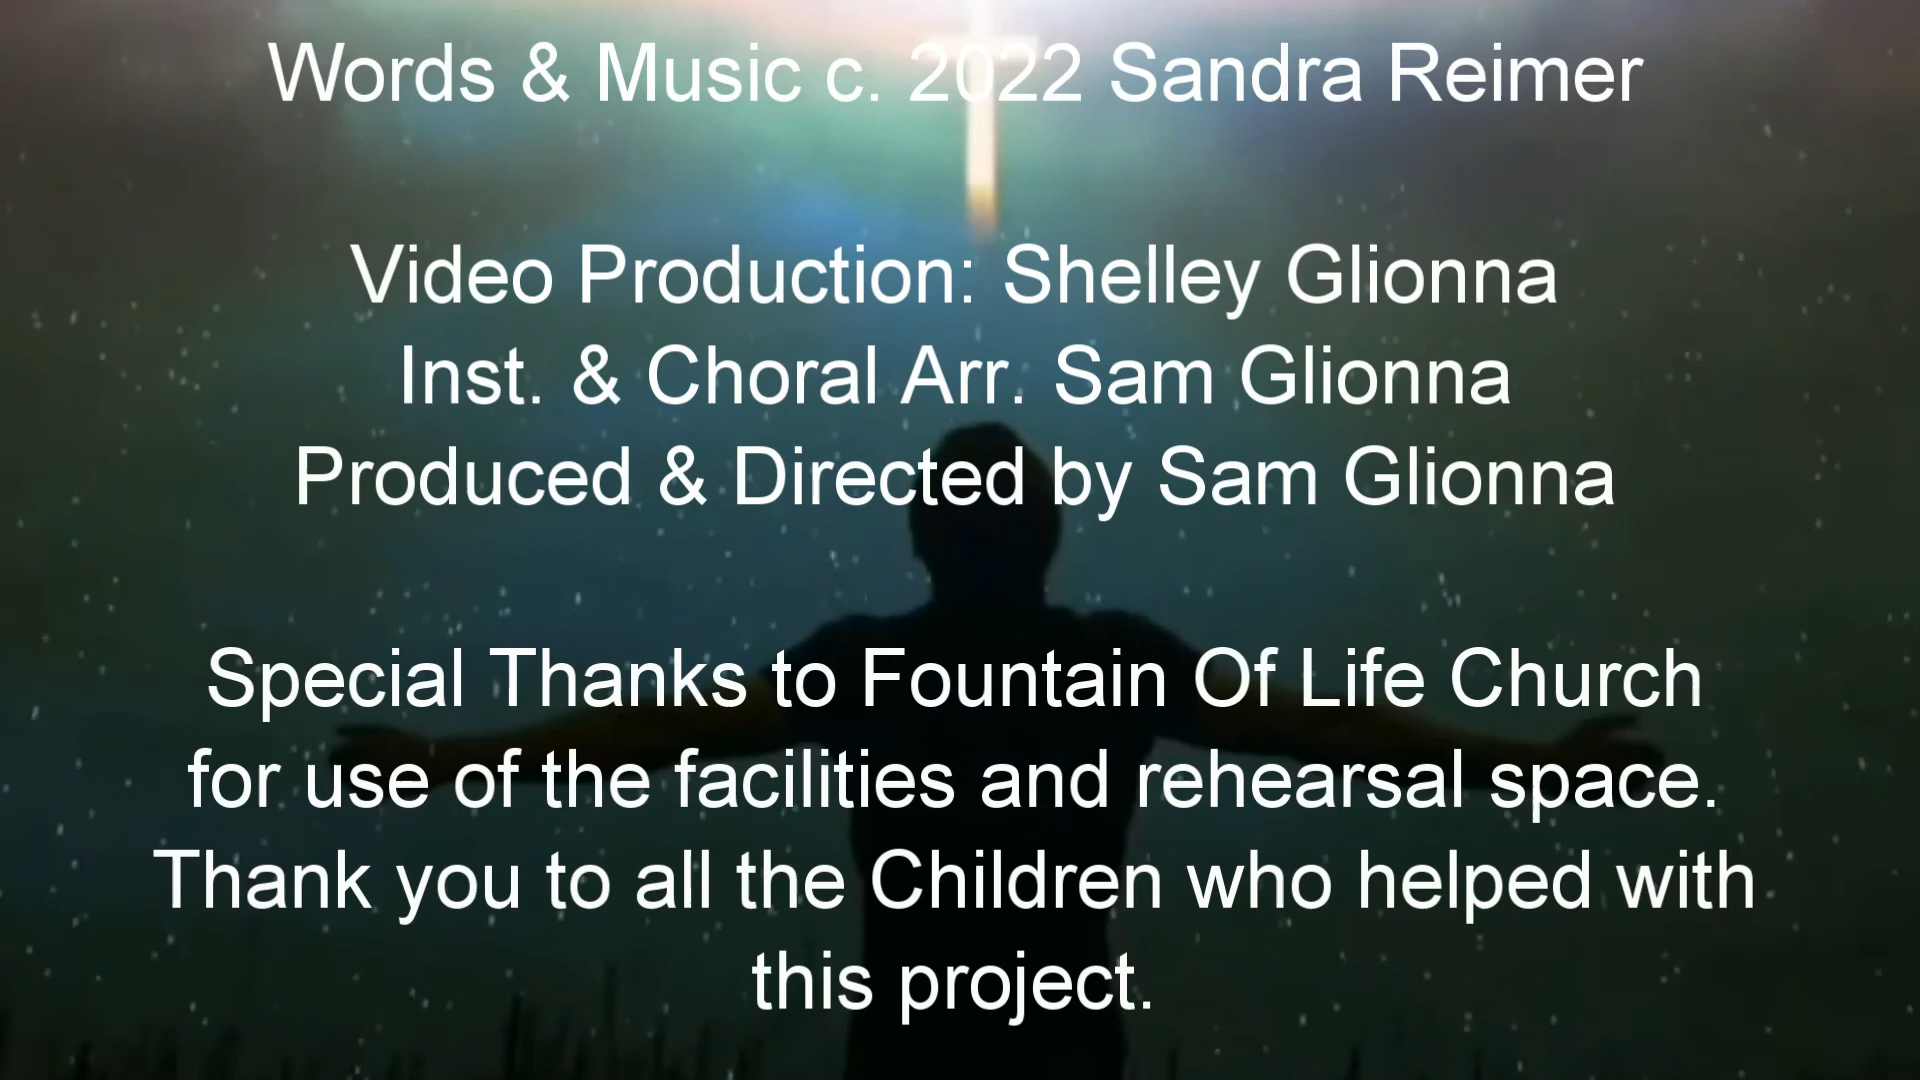 Words & Music c. 2022 Sandra Reimer
Video Production: Shelley Glionna
Inst. & Choral Arr. Sam Glionna
Produced & Directed by Sam Glionna
Special Thanks to Fountain Of Life Church
for use of the facilities and rehearsal space.
Thank you to all the Children who helped with
this project.